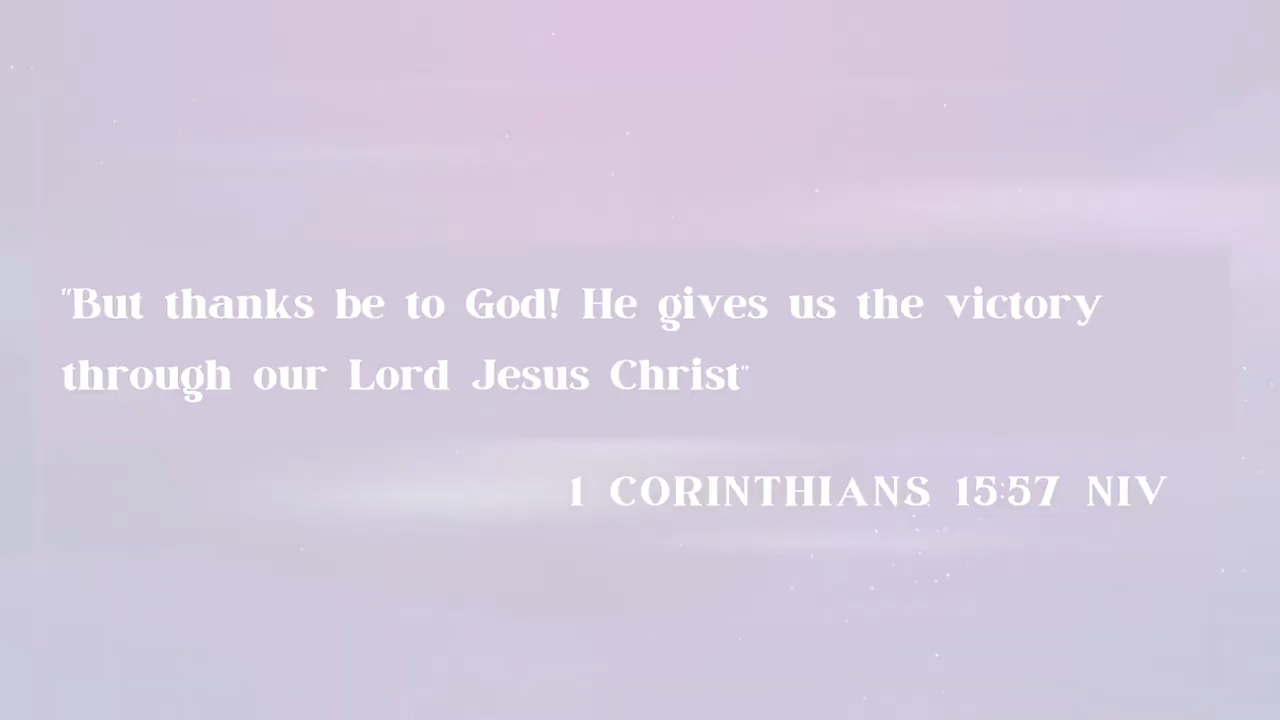 "But thanks be to God! He gives us the victory
through our Lord Jesus Christ"
1 CORINTHIANS 15:57 NIV